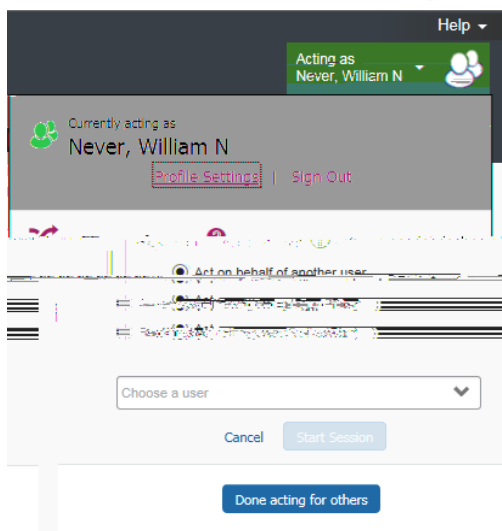 Help
Acting as
Never, William N
Currently acting as
Never, William N
Profile Settings | Sign Out
Act on behalf of another user
Choose a user
Cancel
Start Session
Done acting for others